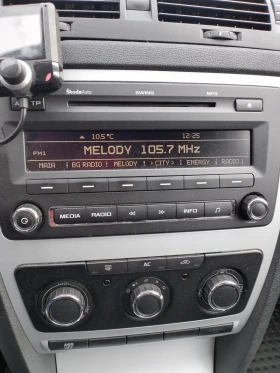 TP
ŠkodaAuto SWING MP3
10.5°C 12:25
FM1 MELODY 105.7 MHz
MAIA BG RADIO MELODY CITY ENERGY RADIO
MEDIA RADIO INFO
AC